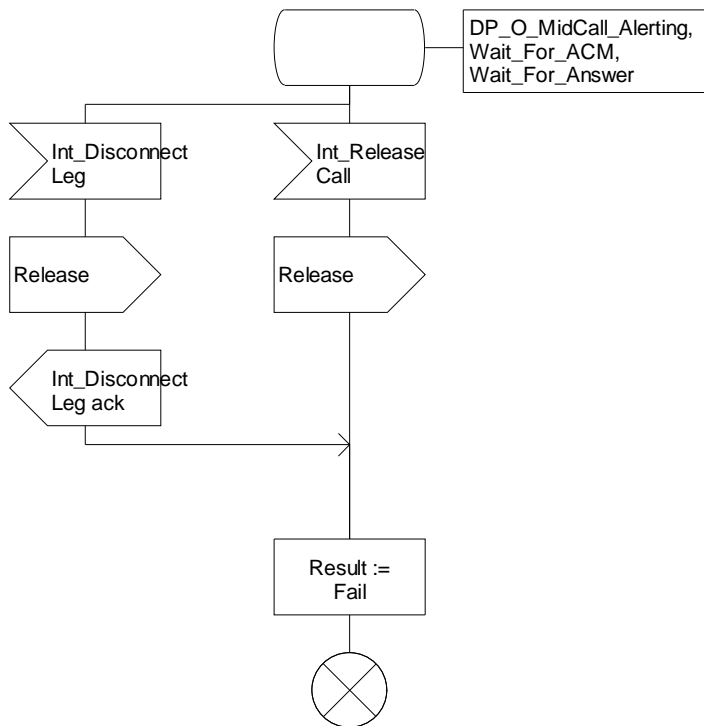 DP_O_MidCall_Alerting,
Wait_For_ACM,
Wait_For_Answer
Int_Disconnect
Leg
Int_Release
Call
Release
Release
Int_Disconnect
Leg ack
Result :=
Fail